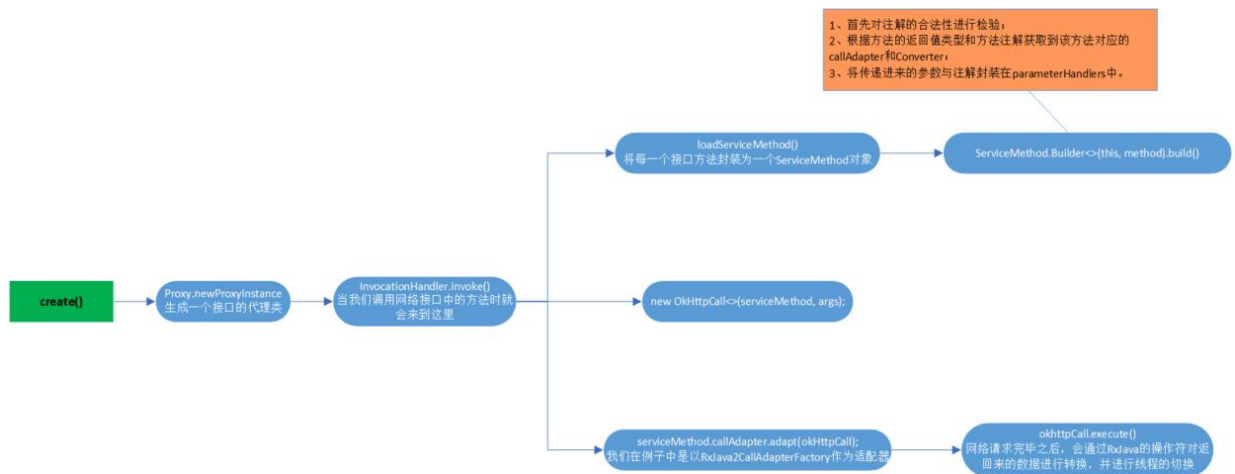 1、首先对注解的合法性进行检验；
2、根据方法的返回值类型和方法注解获取到该方法对应的
callAdapter和Converter；
3、将传递进来的参数与注解封装在parameterHandlers中。
loadServiceMethod()
将每一个接口方法封装为一个ServiceMethod对象
ServiceMethod.Builder<>(this, method).build()
create()
Proxy.newProxyInstance
生成一个接口的代理类
InvocationHandler.invoke()
当我们调用网络接口中的方法时就
会来到这里
new OkHttpCall<>(serviceMethod, args);
serviceMethod.callAdapter.adapt(okHttpCall);
我们在例子中是以RxJava2CallAdapterFactory作为适配器
okhttpCall.execute()
网络请求完毕之后，会通过RxJava的操作符对返
回来的数据进行转换，并进行线程的切换